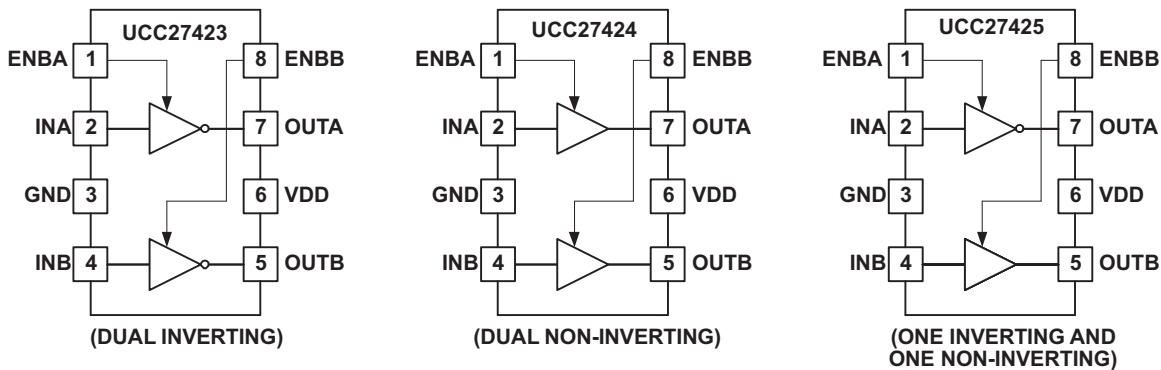 UCC27423
ENBA 1 8 ENBB
INA 2 7 OUTA
GND 3 6 VDD
INB 4 5 OUTB
(DUAL INVERTING)
UCC27424
ENBA 1 8 ENBB
INA 2 7 OUTA
GND 3 6 VDD
INB 4 5 OUTB
(DUAL NON-INVERTING)
UCC27425
ENBA 1 8 ENBB
INA 2 7 OUTA
GND 3 6 VDD
INB 4 5 OUTB
(ONE INVERTING AND
ONE NON-INVERTING)